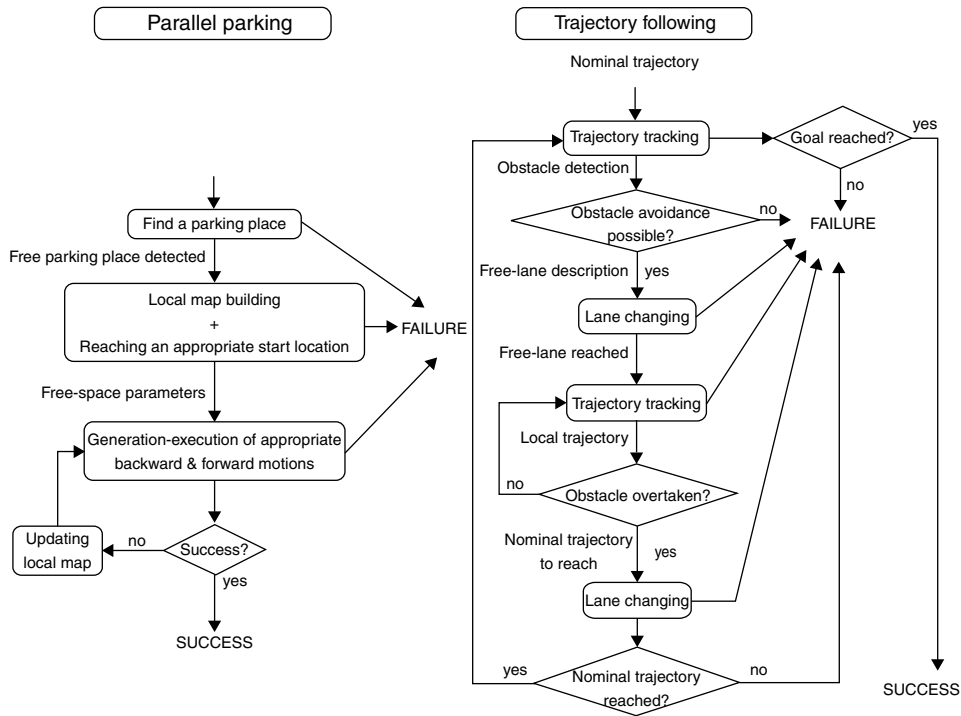 Parallel parking
Find a parking place
Free parking place detected
Local map building
+
Reaching an appropriate start location
FAILURE
Free-space parameters
Generation-execution of appropriate
backward & forward motions
Updating
local map
no
Success?
yes
SUCCESS
Trajectory following
Nominal trajectory
Trajectory tracking
Goal reached?
yes
no
FAILURE
Obstacle detection
Obstacle avoidance
possible?
no
Free-lane description
yes
Lane changing
Free-lane reached
Trajectory tracking
Local trajectory
no
Obstacle overtaken?
Nominal trajectory
to reach
yes
Lane changing
yes
Nominal trajectory
reached?
no
SUCCESS